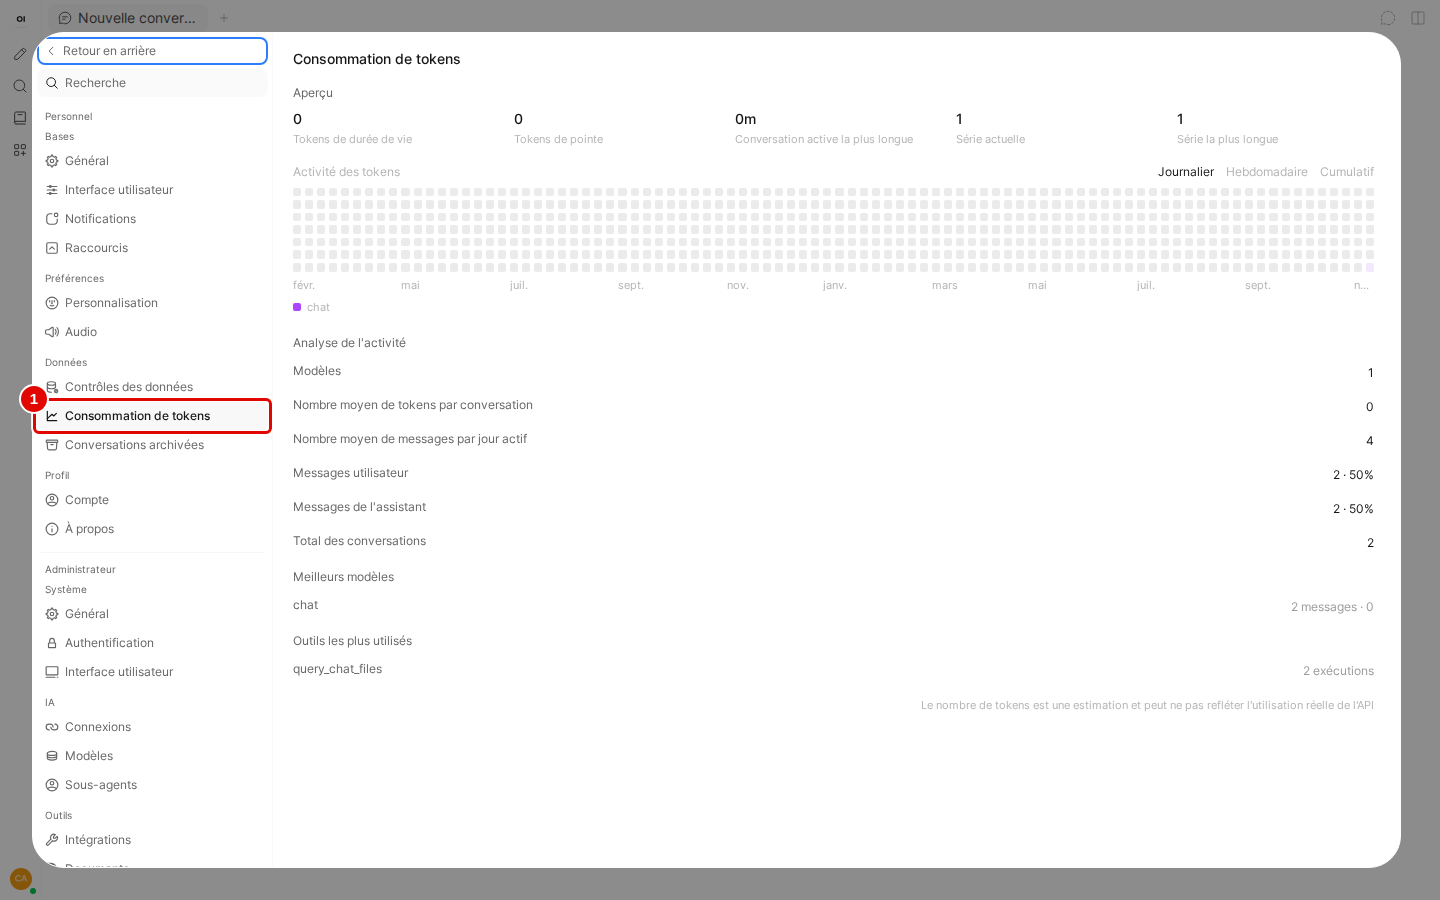 OI
Nouvelle conver...
Retour en arrière
Recherche
Personnel
Bases
Général
Interface utilisateur
Notifications
Raccourcis
Préférences
Personnalisation
Audio
Données
Contrôles des données
1
Consommation de tokens
Conversations archivées
Profil
Compte
À propos
Administrateur
Système
Général
Authentification
Interface utilisateur
IA
Connexions
Modèles
Sous-agents
Outils
Intégrations
CA
Consommation de tokens
Aperçu
0 0 0m 1 1
Tokens de durée de vie Tokens de pointe Conversation active la plus longue Série actuelle Série la plus longue
Activité des tokens Journalier Hebdomadaire Cumulatif
févr. mai juil. sept. nov. janv. mars mai juil. sept. n...
chat
Analyse de l'activité
Modèles 1
Nombre moyen de tokens par conversation 0
Nombre moyen de messages par jour actif 4
Messages utilisateur 2 · 50%
Messages de l'assistant 2 · 50%
Total des conversations 2
Meilleurs modèles
chat 2 messages · 0
Outils les plus utilisés
query_chat_files 2 exécutions
Le nombre de tokens est une estimation et peut ne pas refléter l'utilisation réelle de l'API